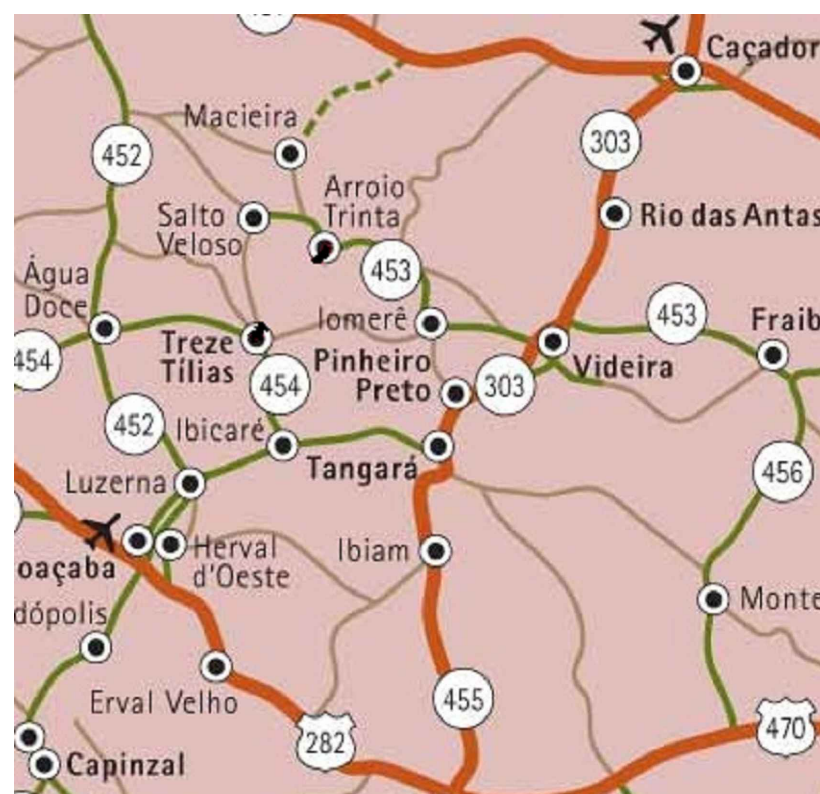 Caçador
Macieira
303
452
Arroio
Trinta
Salto
Veloso
Rio das Antas
453
Água
Doce
Iomerê
453
Fraib
Treze
Tílias
454
Pinheiro
Preto
Videira
454
303
452
Ibicaré
Tangará
456
Luzerna
Herval
d'Oeste
Ibiam
oaçaba
Monte
dópolis
Erval Velho
455
282
470
Capinzal